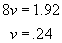 8v = 1.92
v = .24